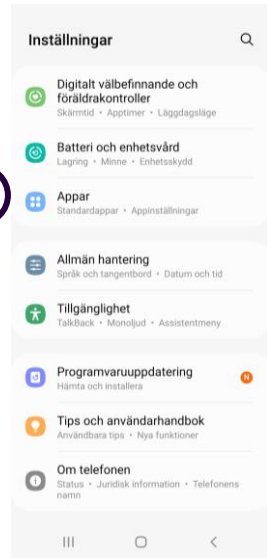 Inställningar
Digitalt välbefinnande och
föräldrakontroller
Skärmtid • Apptimer • Läggdagsläge
Batteri och enhetsvård
Lagring • Minne • Enhetsskydd
Appar
Standardappar • Appinställningar
Allmän hantering
Språk och tangentbord • Datum och tid
Tillgänglighet
TalkBack • Monoljud • Assistentmeny
Programvaruuppdatering
N
Hämta och installera
Tips och användarhandbok
Användbara tips • Nya funktioner
Om telefonen
Status • Juridisk information • Telefonens
namn